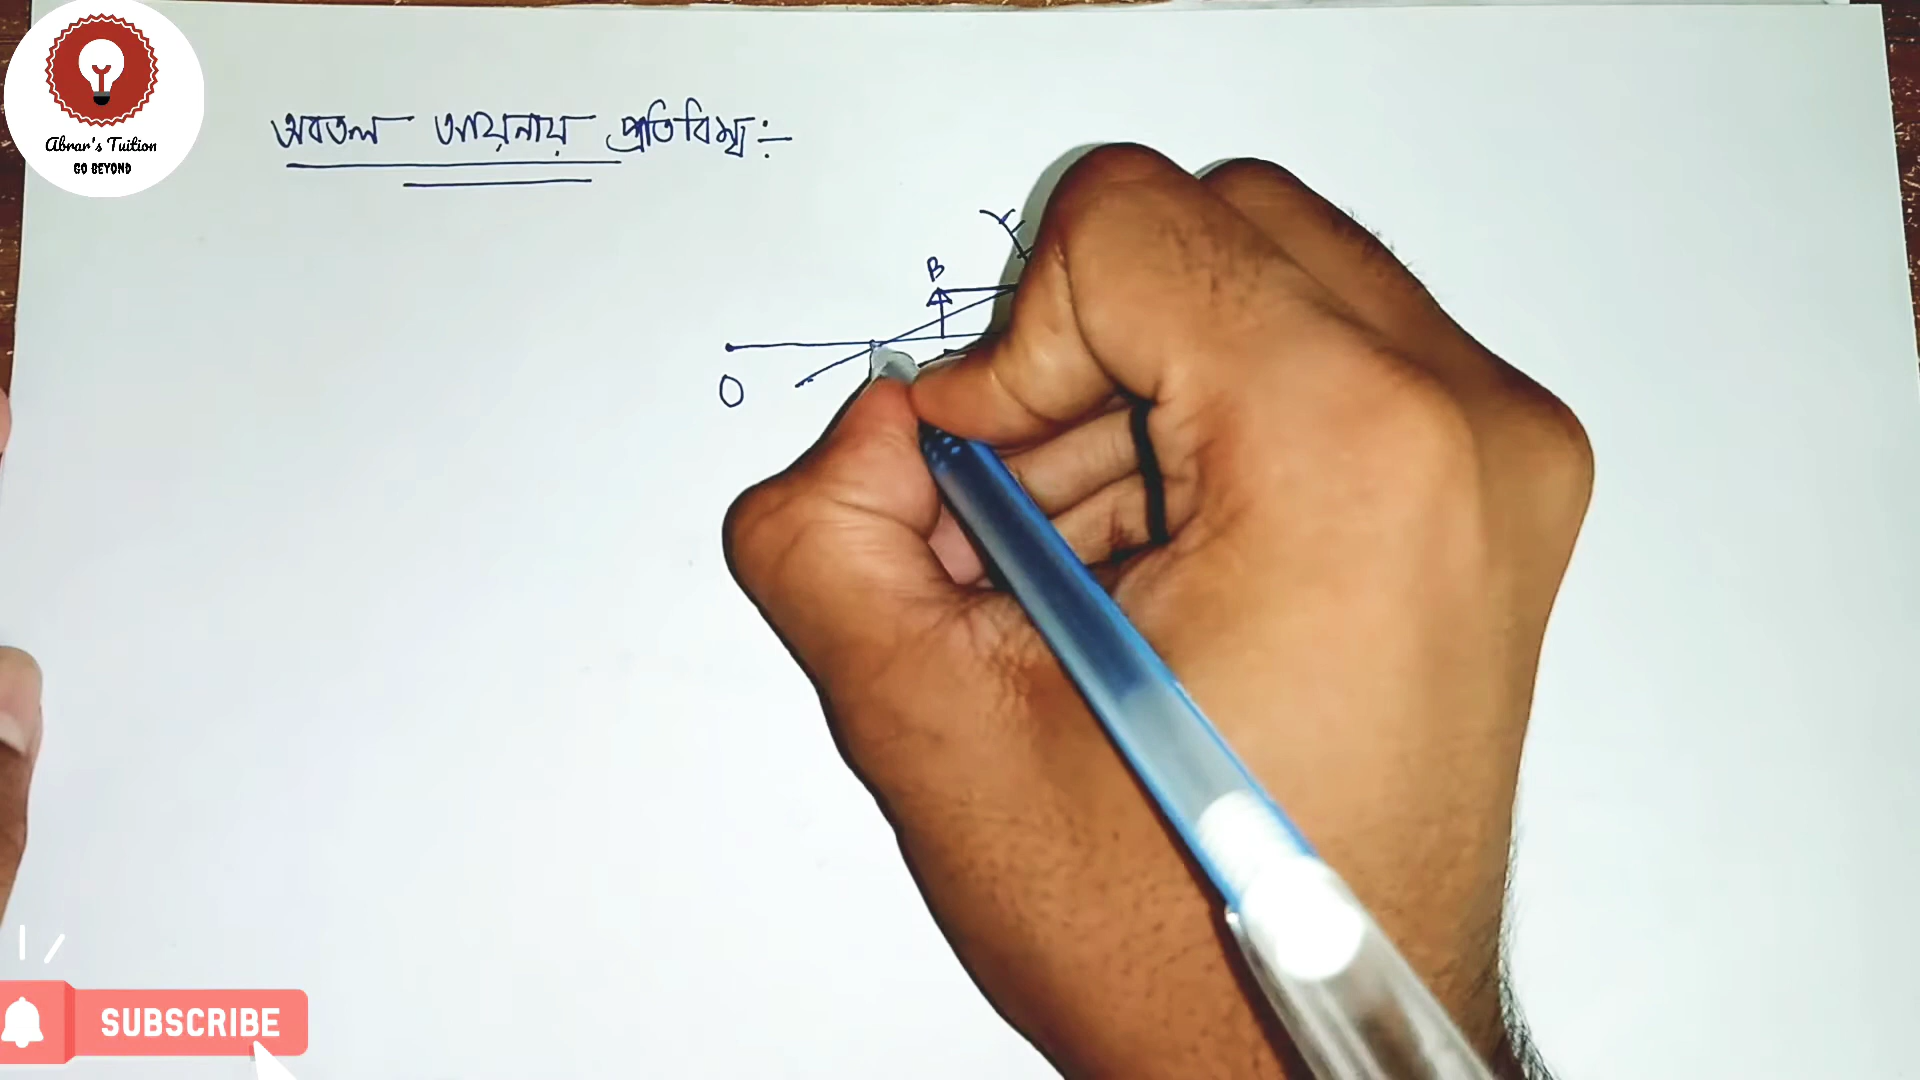 Abrar's Tuition
GO BEYOND
অবতল আয়নায় প্রতিবিম্ব :-
B
O
SUBSCRIBE